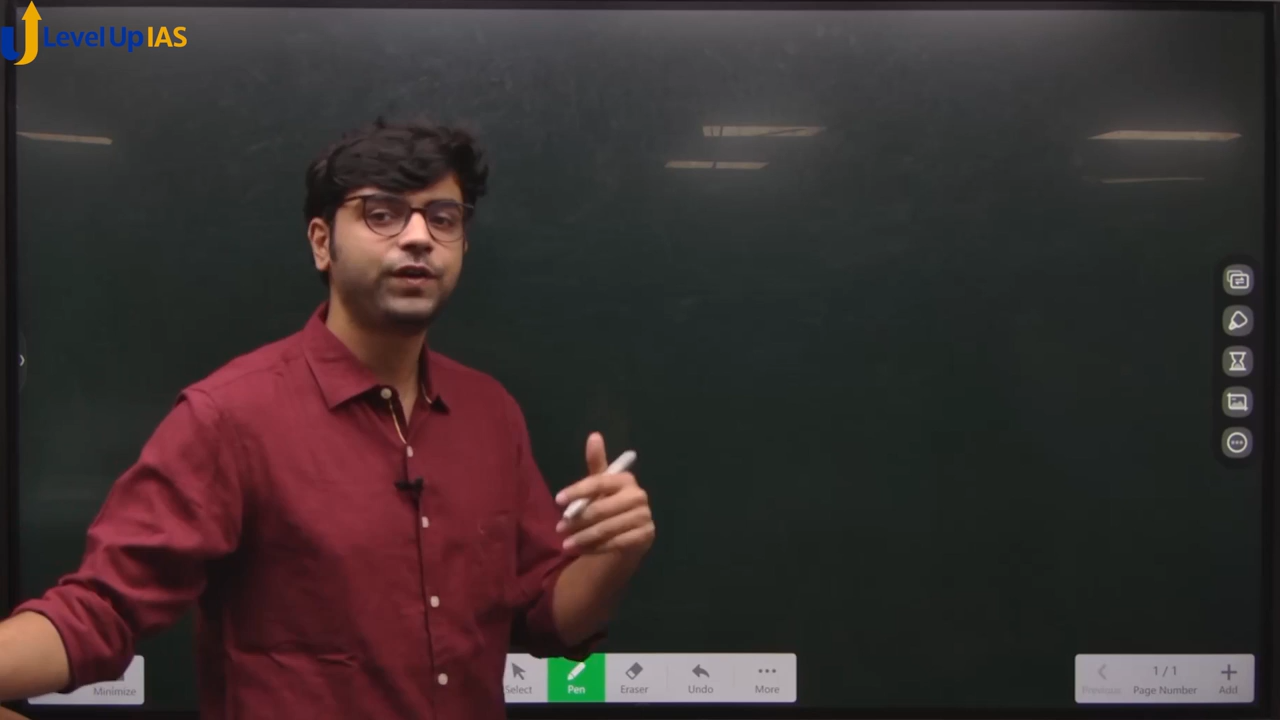 Level Up IAS
Minimize
Select
Pen
Eraser
Undo
More
Previous
1 / 1
Page Number
Add